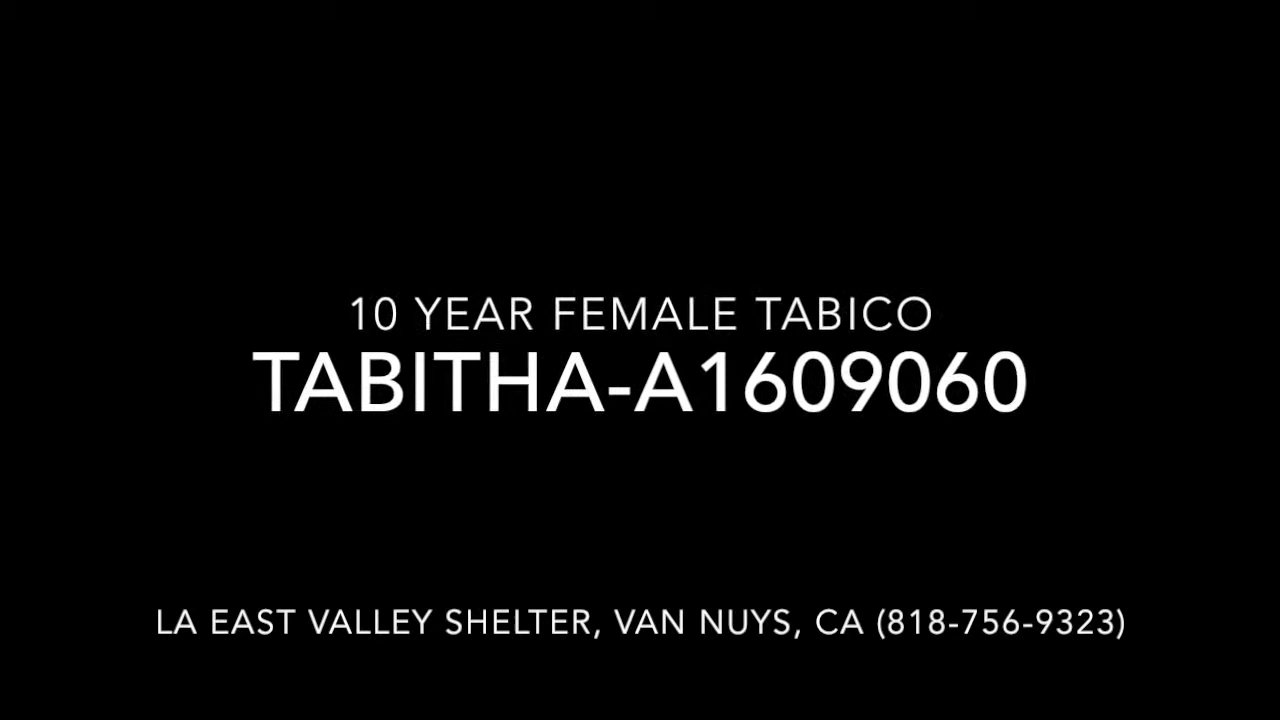 10 YEAR FEMALE TABICO
TABITHA-A1609060
LA EAST VALLEY SHELTER, VAN NUYS, CA (818-756-9323)